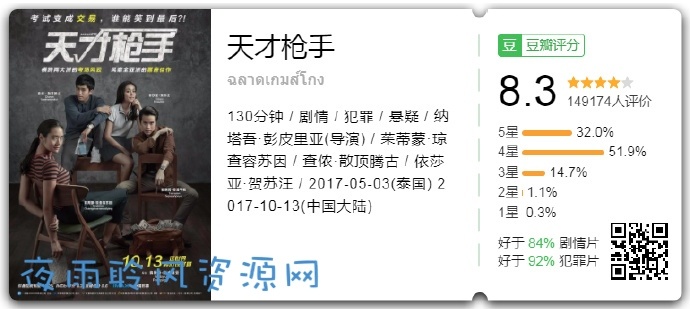 考试变成交易，谁能笑到最后?!
天才枪手
10.13
夜雨聆风资源网
天才枪手
ฉลาดเกมส์โกง
130分钟 / 剧情 / 犯罪 / 悬疑 / 纳
塔吾·彭皮里亚(导演) / 茱蒂蒙·琼
查容苏因 / 查侬·散顶腾古 / 依莎
亚·贺苏汪 / 2017-05-03(泰国) 2
017-10-13(中国大陆)
豆 豆瓣评分
8.3
149174人评价
5星 32.0%
4星 51.9%
3星 14.7%
2星 1.1%
1星 0.3%
好于 84% 剧情片
好于 92% 犯罪片